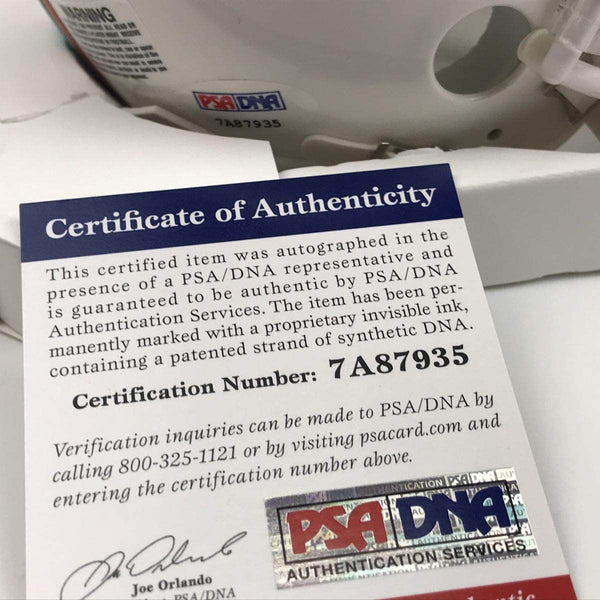 WARNING
PSA DNA
7A87935
Certificate of Authenticity
This certified item was autographed in the
presence of a PSA/DNA representative and
is guaranteed to be authentic by PSA/DNA
Authentication Services. The item has been per-
manently marked with a proprietary invisible ink,
containing a patented strand of synthetic DNA.
Certification Number: 7A87935
Verification inquiries can be made to PSA/DNA by
calling 800-325-1121 or by visiting psacard.com and
entering the certification number above.
AUTHENTICATION PSA DNA AU
PSA DNA
AUTHENTICATION SERVICES
Joe Orlando
PSA/DNA